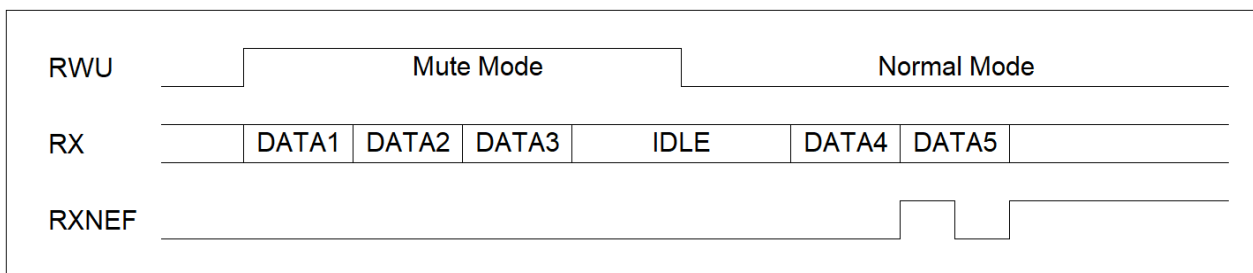 RWU Mute Mode Normal Mode
RX DATA1 DATA2 DATA3 IDLE DATA4 DATA5
RXNEF